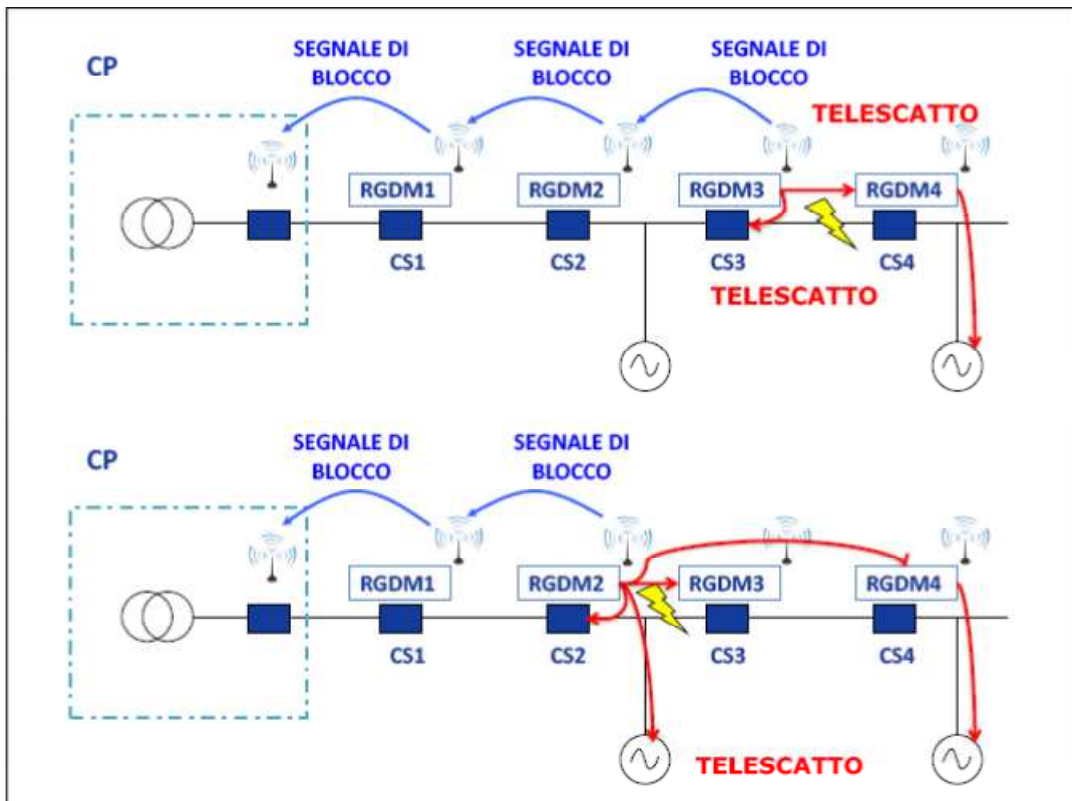 CP
SEGNALE DI
BLOCCO
SEGNALE DI
BLOCCO
SEGNALE DI
BLOCCO
TELESCATTO
RGDM1
RGDM2
RGDM3
RGDM4
CS1
CS2
CS3
CS4
TELESCATTO
CP
SEGNALE DI
BLOCCO
SEGNALE DI
BLOCCO
RGDM1
RGDM2
RGDM3
RGDM4
CS1
CS2
CS3
CS4
TELESCATTO